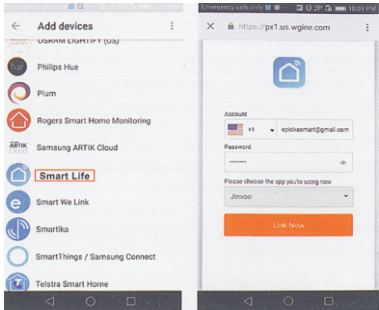 Add devices
OSRAM LIGHTIFY (US)
hue
Philips Hue
Plum
Rogers Smart Home Monitoring
ARTIK
Samsung ARTIK Cloud
Smart Life
e
Smart We Link
Smartika
SmartThings / Samsung Connect
T
Telstra Smart Home
Emergency calls only
10:31 PM
https://px1.us.wgine.com
Account
+1
epickasmart@gmail.com
Password
Please choose the app you're using now
Jinvoo
Link Now